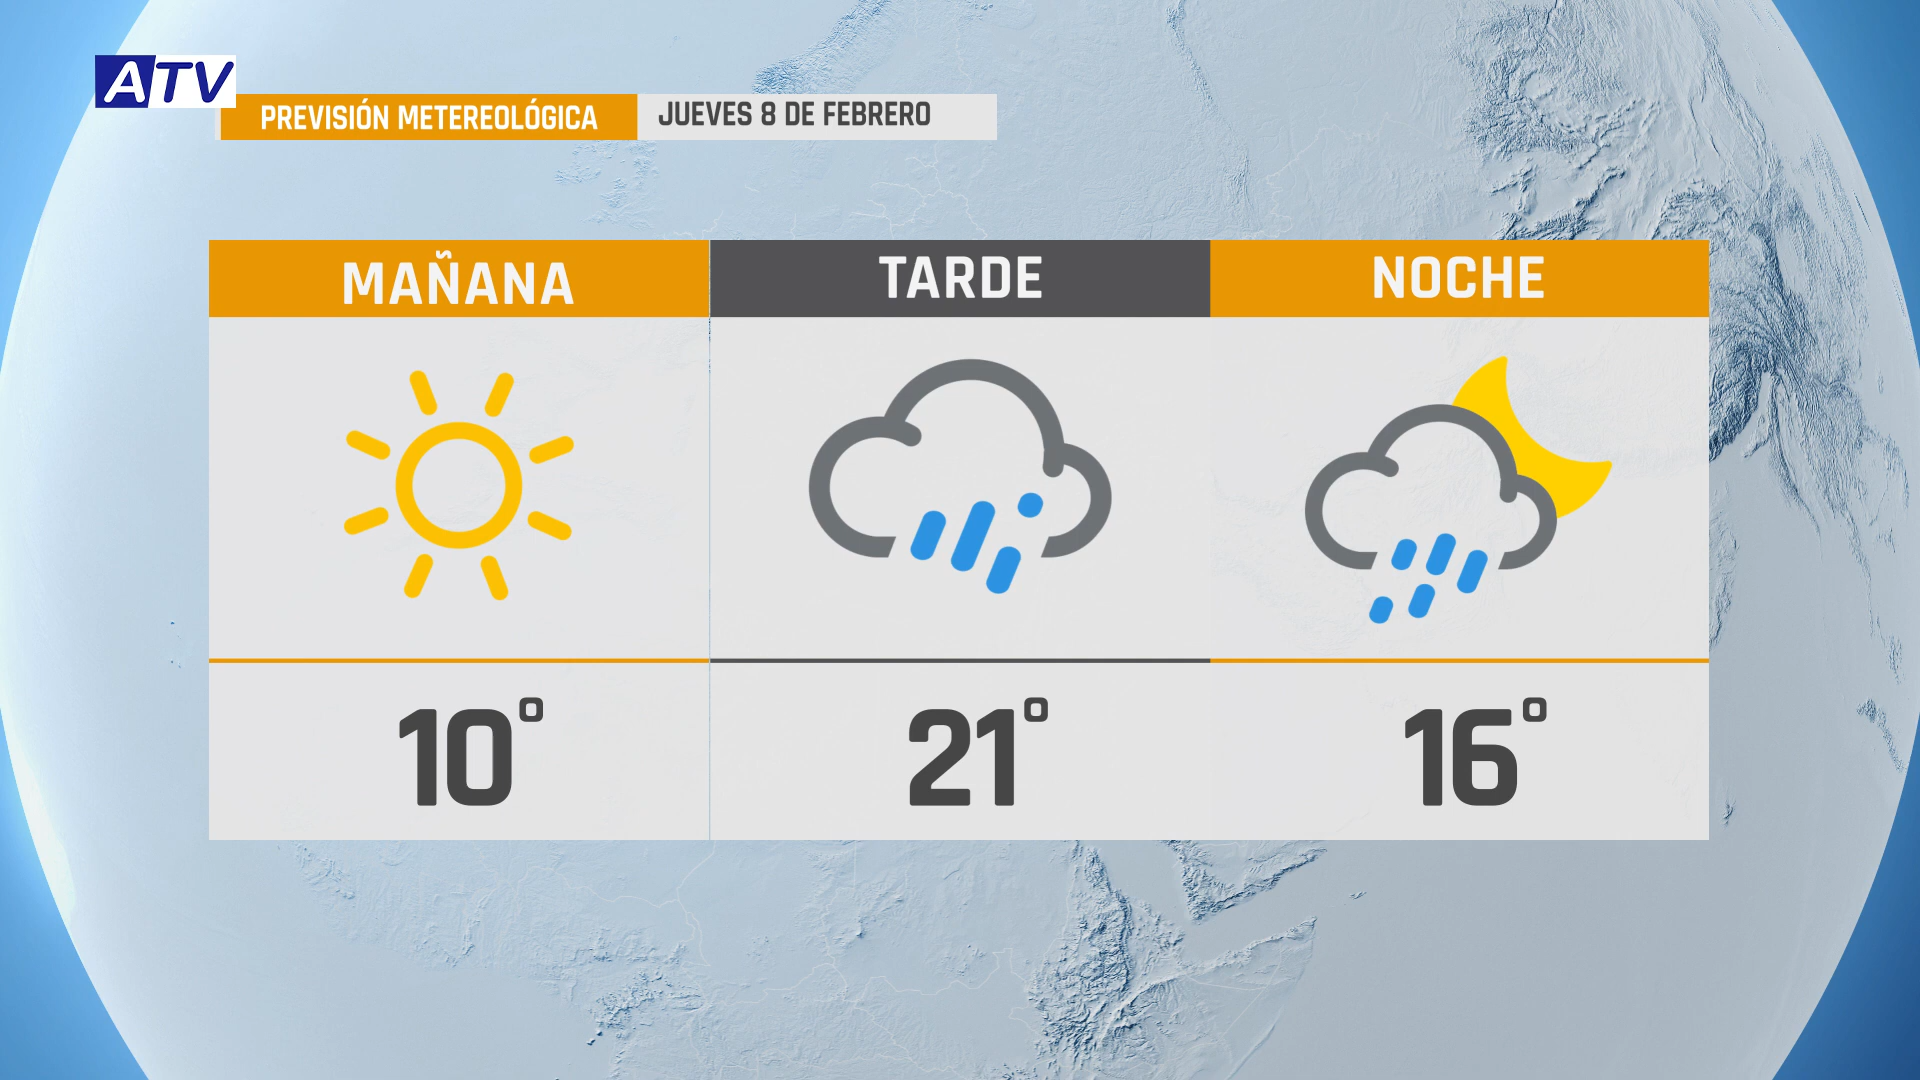 ATV
PREVISIÓN METEREOLÓGICA
JUEVES 8 DE FEBRERO
MAÑANA
TARDE
NOCHE
10°
21°
16°